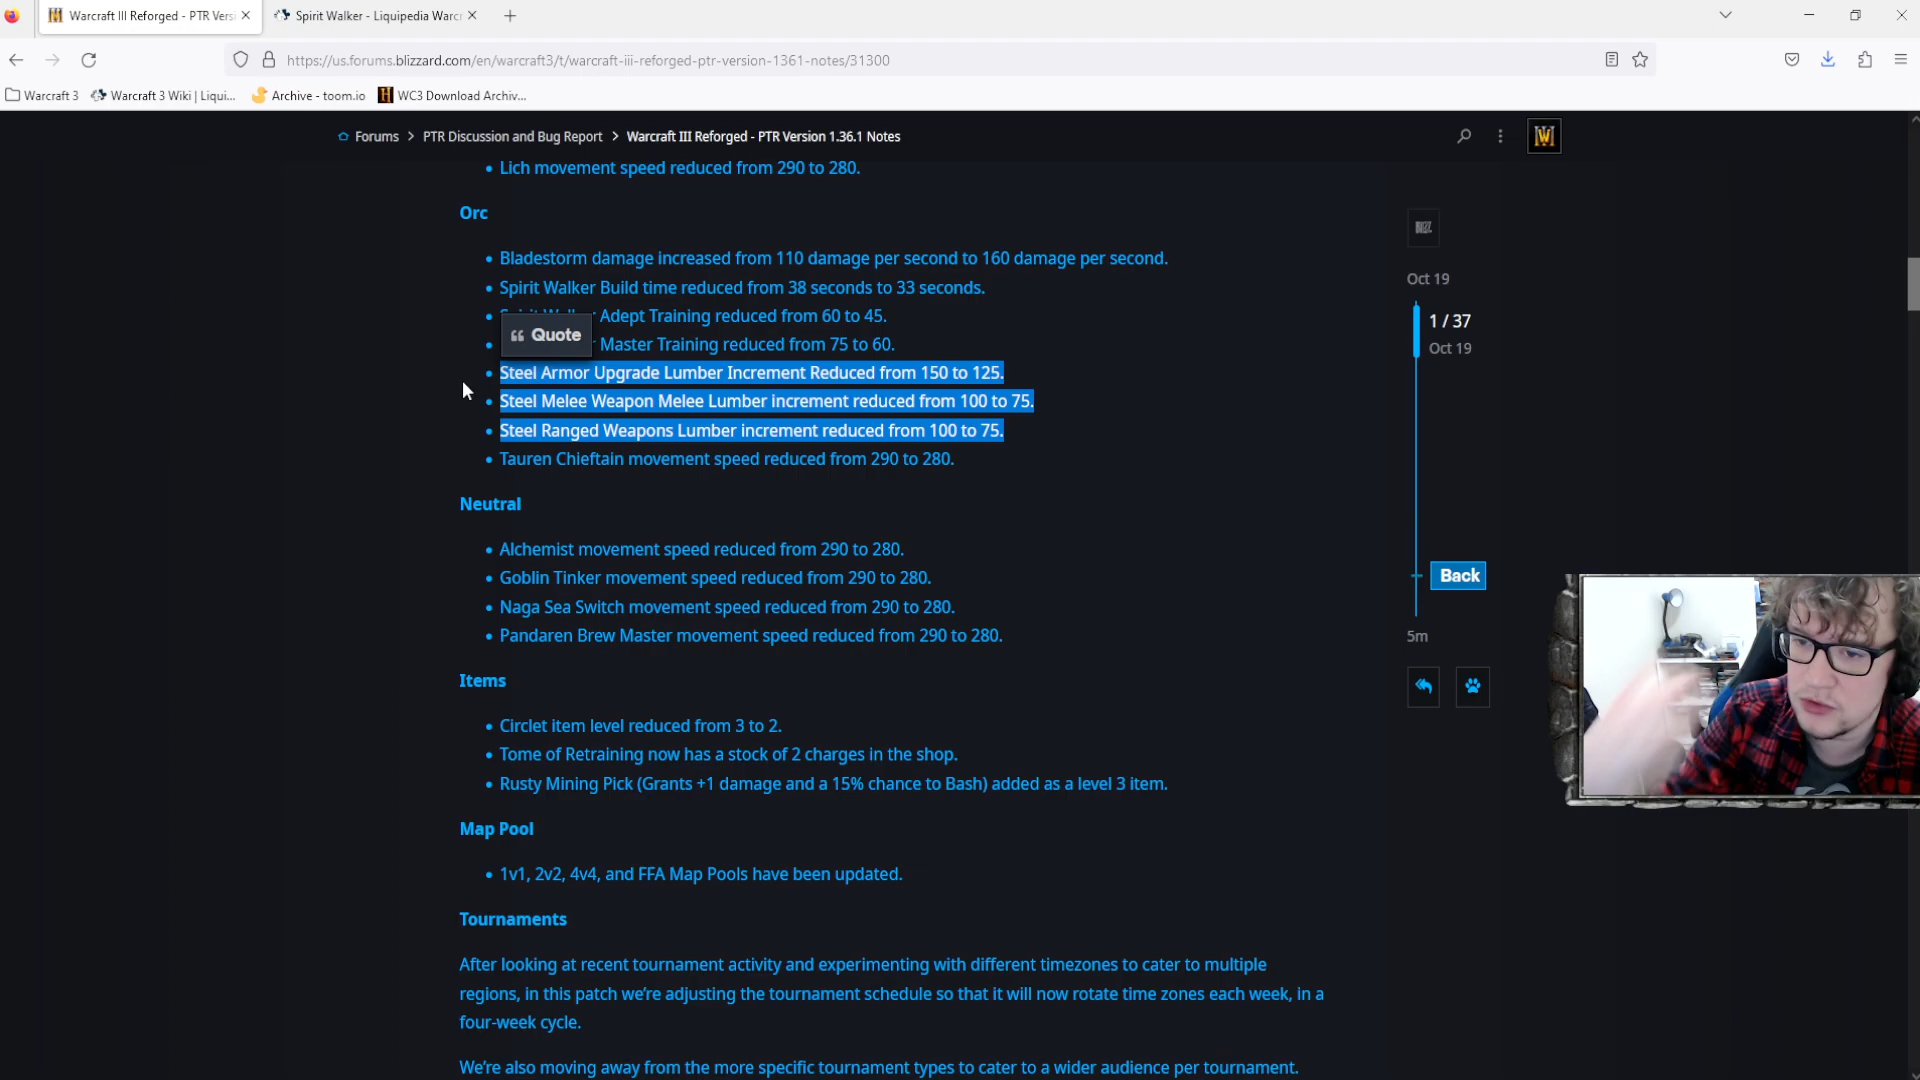 Warcraft III Reforged - PTR Versi
Spirit Walker - Liquipedia Warcr
https://us.forums.blizzard.com/en/warcraft3/t/warcraft-iii-reforged-ptr-version-1361-notes/31300
Warcraft 3
Warcraft 3 Wiki | Liqui...
Archive - toom.io
WC3 Download Archiv...
Forums > PTR Discussion and Bug Report > Warcraft III Reforged - PTR Version 1.36.1 Notes
Lich movement speed reduced from 290 to 280.
Orc
Bladestorm damage increased from 110 damage per second to 160 damage per second.
Spirit Walker Build time reduced from 38 seconds to 33 seconds.
Adept Training reduced from 60 to 45.
Quote
Master Training reduced from 75 to 60.
Steel Armor Upgrade Lumber Increment Reduced from 150 to 125.
Steel Melee Weapon Melee Lumber increment reduced from 100 to 75.
Steel Ranged Weapons Lumber increment reduced from 100 to 75.
Tauren Chieftain movement speed reduced from 290 to 280.
Neutral
Alchemist movement speed reduced from 290 to 280.
Goblin Tinker movement speed reduced from 290 to 280.
Naga Sea Switch movement speed reduced from 290 to 280.
Pandaren Brew Master movement speed reduced from 290 to 280.
Items
Circlet item level reduced from 3 to 2.
Tome of Retraining now has a stock of 2 charges in the shop.
Rusty Mining Pick (Grants +1 damage and a 15% chance to Bash) added as a level 3 item.
Map Pool
1v1, 2v2, 4v4, and FFA Map Pools have been updated.
Tournaments
After looking at recent tournament activity and experimenting with different timezones to cater to multiple
regions, in this patch we're adjusting the tournament schedule so that it will now rotate time zones each week, in a
four-week cycle.
We're also moving away from the more specific tournament types to cater to a wider audience per tournament.
Oct 19
1 / 37
Oct 19
Back
5m